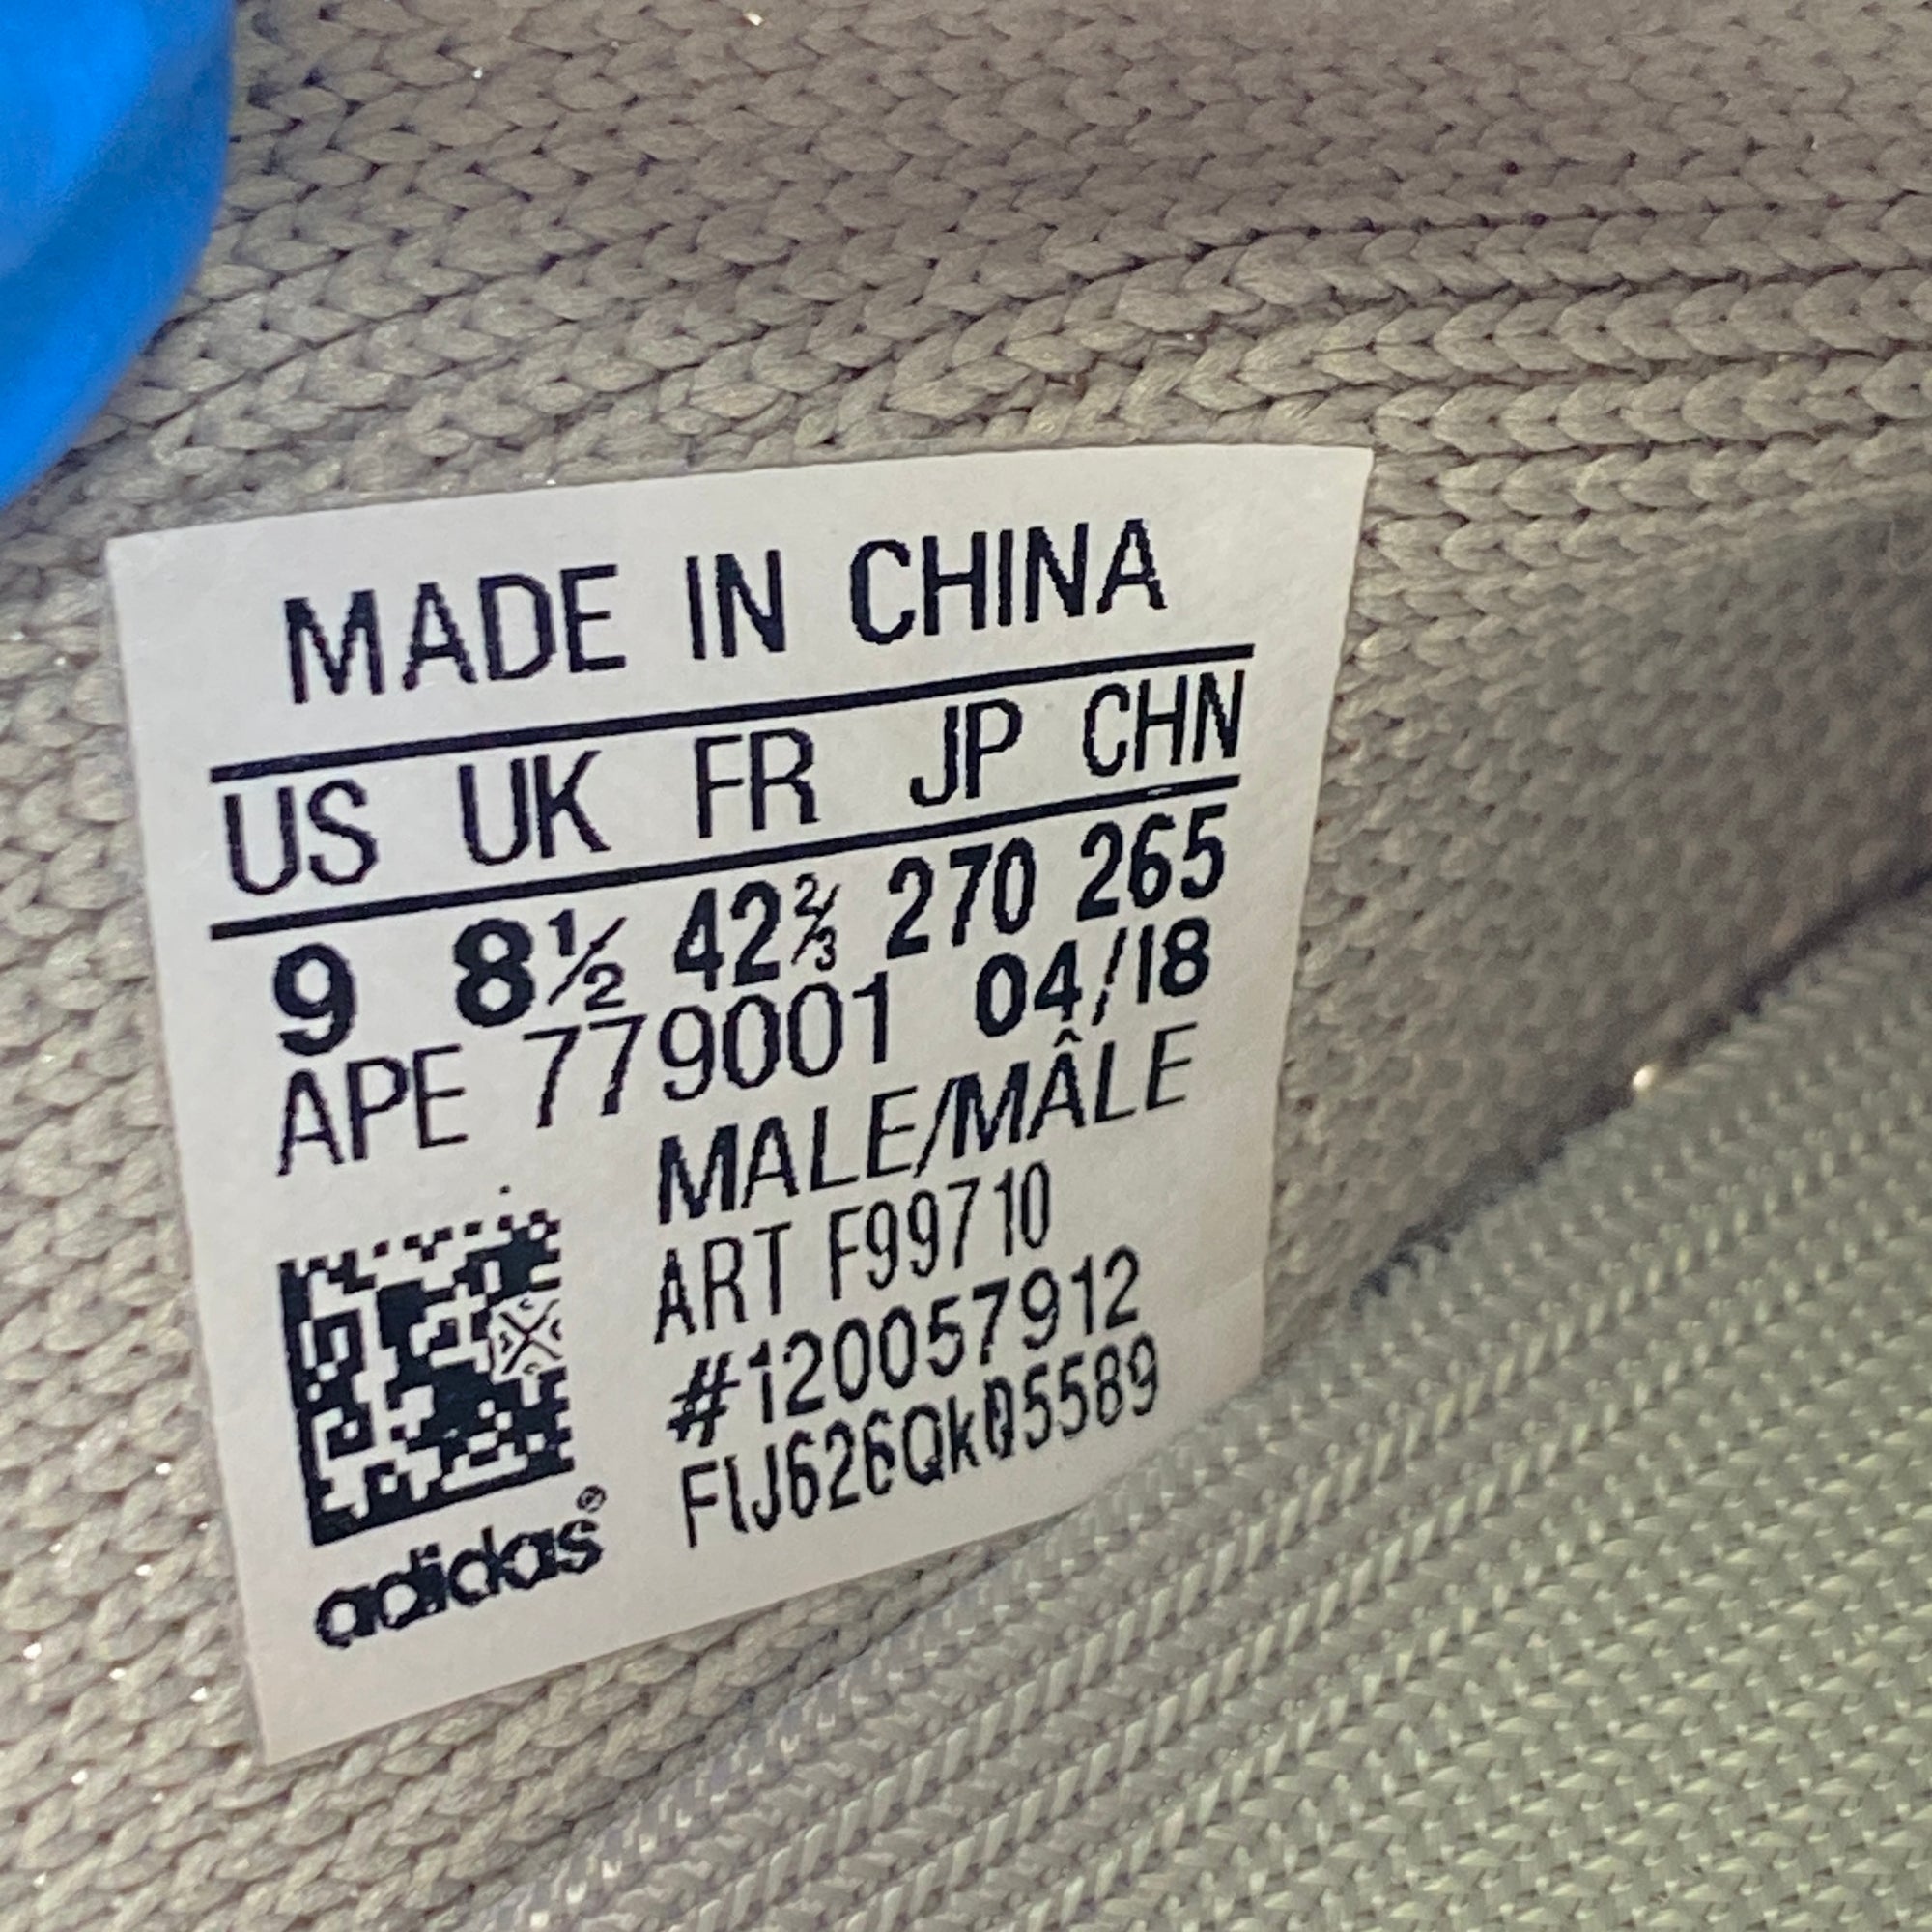 MADE IN CHINA
US UK FR JP CHN
9 8½ 42⅔ 270 265
APE 779001 04/18
MALE/MÂLE
ART F99710
#120057912
FIJ626QkQ5589
adidas®